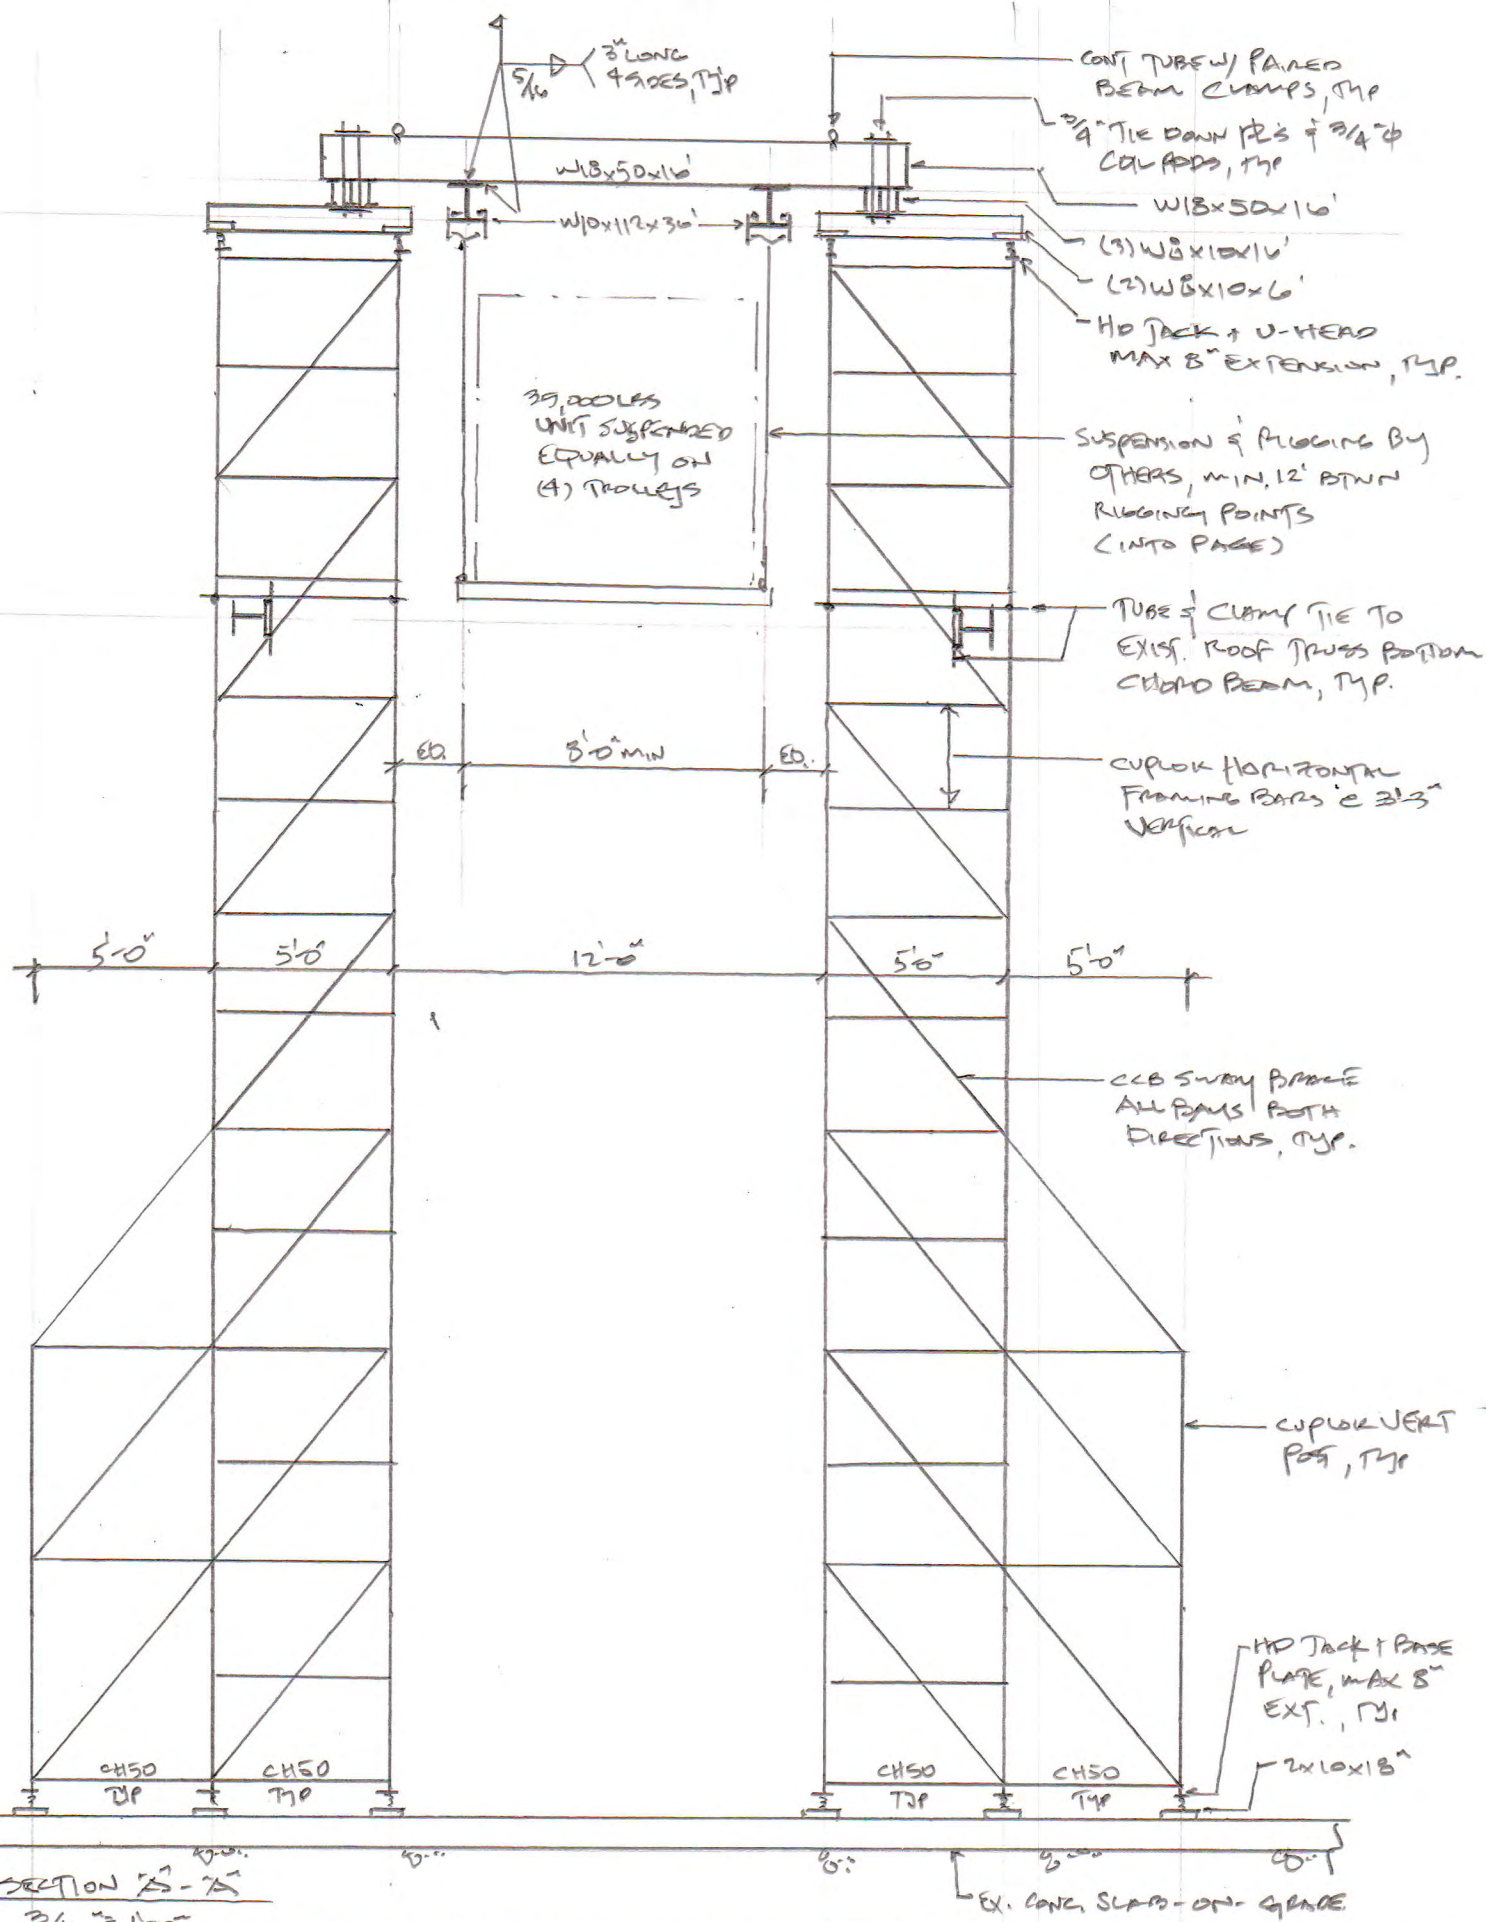 3" LONG
5/16
4 SIDES, TYP
CONT TUBE W/ PAIRED
BEAM CLAMPS, TYP
3/4" TIE DOWN PL'S & 3/4"Φ
COIL RODS, TYP
W18x50x16'
W18x50x16'
W10x112x36'
(3) W8x10x16'
(2) W8x10x6'
HD JACK + U-HEAD
MAX 8" EXTENSION, TYP.
39,000 LBS
UNIT SUSPENDED
EQUALLY ON
(4) TROLLEYS
SUSPENSION & RIGGING BY
OTHERS, MIN. 12' BTWN
RIGGING POINTS
(INTO PAGE)
TUBE & CLAMP TIE TO
EXIST. ROOF TRUSS BOTTOM
CHORD BEAM, TYP.
EQ. 8'-0" MIN EQ.
CUPLOK HORIZONTAL
FRAMING BARS @ 3'-3"
VERTICAL
5'-0" 5'-0" 12'-0" 5'-0" 5'-0"
CCB SWAY BRACE
ALL BAYS BOTH
DIRECTIONS, TYP.
CUPLOK VERT
POST, TYP
HD JACK + BASE
PLATE, MAX 8"
EXT., TYP
2x10x18"
CH50 CH50 CH50 CH50
TYP TYP TYP TYP
EX. CONC. SLAB-ON-GRADE
SECTION "A"-"A"